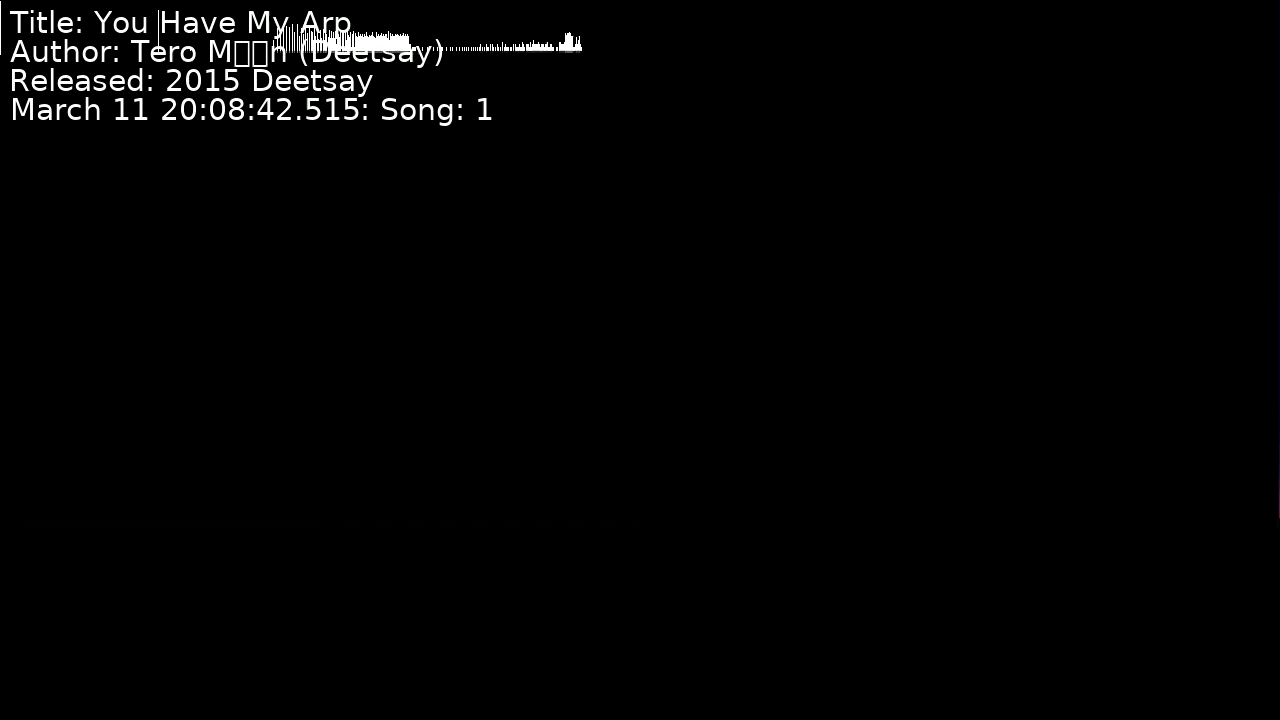 Title: You Have My Arp
Author: Tero M▯▯n (Deetsay)
Released: 2015 Deetsay
March 11 20:08:42.515: Song: 1